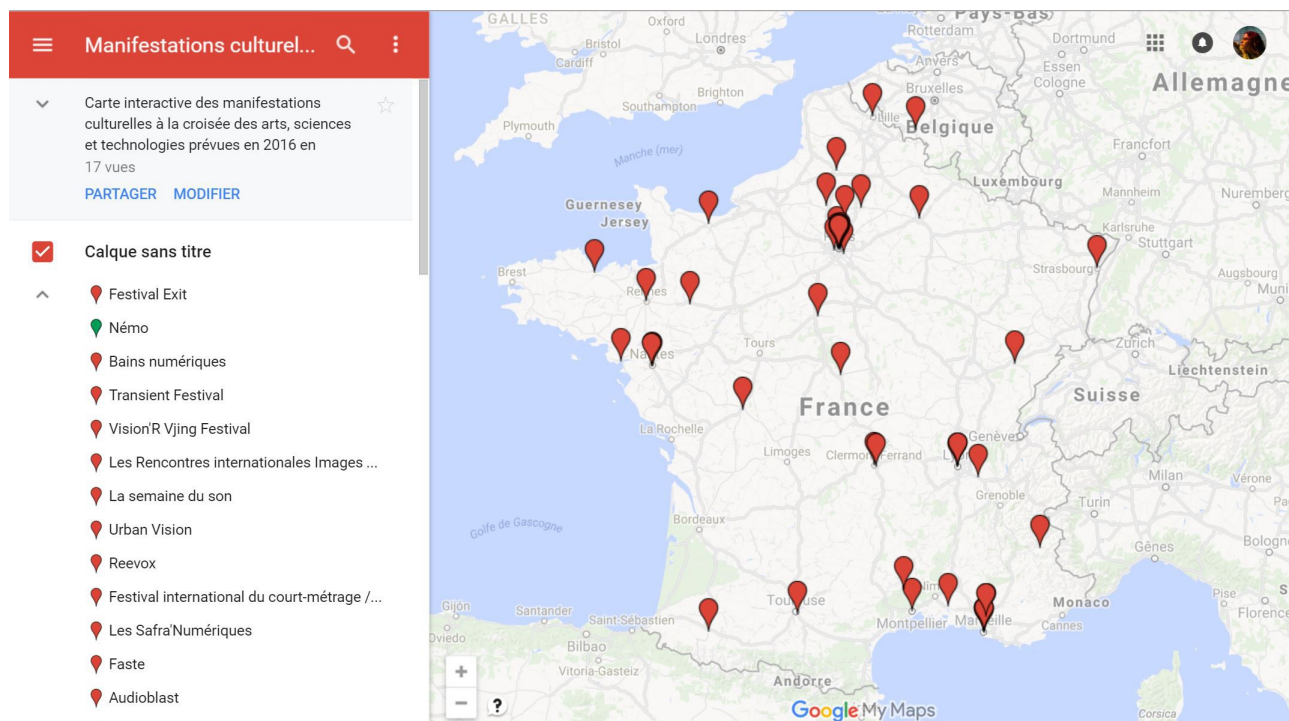 Manifestations culturel...
Carte interactive des manifestations
culturelles à la croisée des arts, sciences
et technologies prévues en 2016 en
17 vues
PARTAGER MODIFIER
Calque sans titre
Festival Exit
Némo
Bains numériques
Transient Festival
Vision'R Vjing Festival
Les Rencontres internationales Images ...
La semaine du son
Urban Vision
Reevox
Festival international du court-métrage /...
Les Safra'Numériques
Faste
Audioblast
GALLES
Oxford
Londres
Bristol
Cardiff
Southampton
Brighton
Plymouth
Manche (mer)
Guernesey
Jersey
Pays-Bas
Rotterdam
Dortmund
Anvers
Essen
Cologne
Bruxelles
Lille
Belgique
Allemagne
Francfort
Luxembourg
Mannheim
Nuremberg
Karlsruhe
Stuttgart
Strasbourg
Augsbourg
Brest
Nantes
Tours
Zurich
Liechtenstein
Suisse
France
La Rochelle
Limoges
Clermont-Ferrand
Genève
Milan
Vérone
Grenoble
Turin
Bordeaux
Golfe de Gascogne
Gênes
Bologn
Gijón
Santander
Saint-Sébastien
Oviedo
Bilbao
Vitoria-Gasteiz
Montpellier
Marseille
Cannes
Monaco
Pise
Florence
Andorre
Corsica
+
−
?
Google My Maps